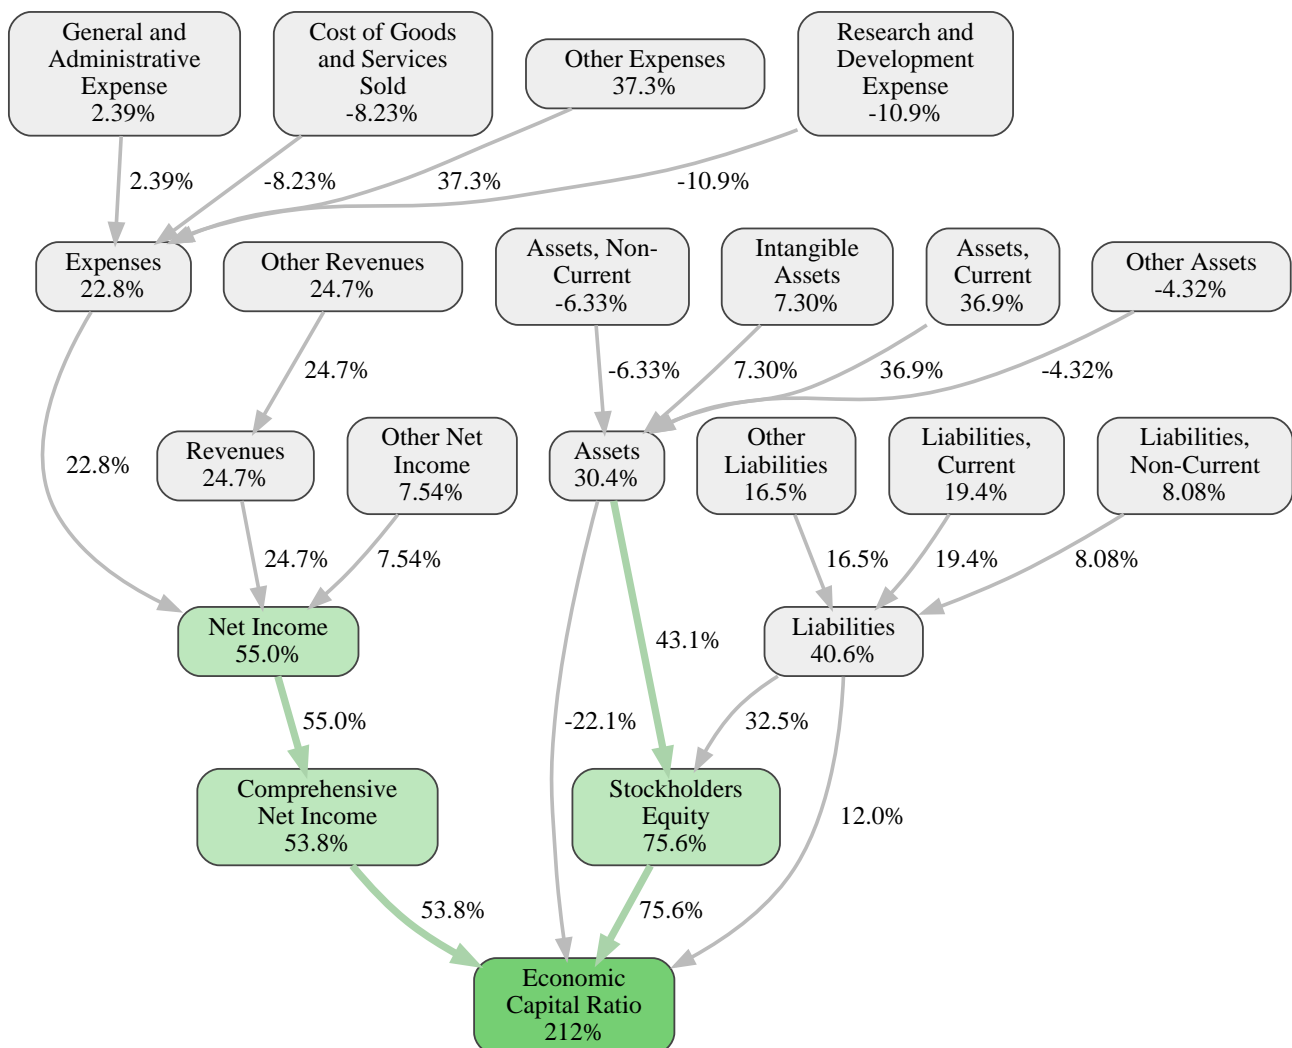 General and
Administrative
Expense
2.39%
Cost of Goods
and Services
Sold
-8.23%
Other Expenses
37.3%
Research and
Development
Expense
-10.9%
2.39%
-8.23%
37.3%
-10.9%
Expenses
22.8%
Other Revenues
24.7%
Assets, Non-
Current
-6.33%
Intangible
Assets
7.30%
Assets,
Current
36.9%
Other Assets
-4.32%
24.7%
-6.33%
7.30%
36.9%
-4.32%
22.8%
Revenues
24.7%
Other Net
Income
7.54%
Assets
30.4%
Other
Liabilities
16.5%
Liabilities,
Current
19.4%
Liabilities,
Non-Current
8.08%
24.7%
7.54%
16.5%
19.4%
8.08%
Net Income
55.0%
43.1%
Liabilities
40.6%
55.0%
-22.1%
32.5%
12.0%
Comprehensive
Net Income
53.8%
Stockholders
Equity
75.6%
53.8%
75.6%
Economic
Capital Ratio
212%